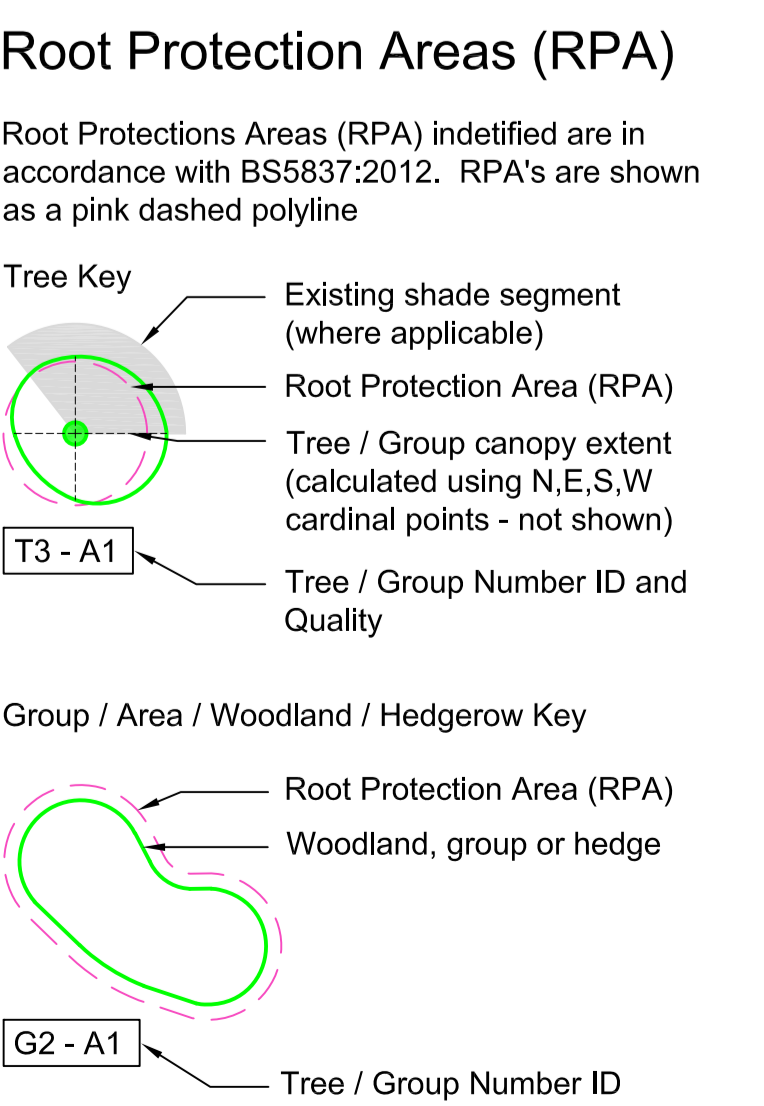 Root Protection Areas (RPA)
Root Protections Areas (RPA) indetified are in
accordance with BS5837:2012.  RPA's are shown
as a pink dashed polyline
Tree Key
Existing shade segment
(where applicable)
Root Protection Area (RPA)
Tree / Group canopy extent
(calculated using N,E,S,W
cardinal points - not shown)
T3 - A1
Tree / Group Number ID and
Quality
Group / Area / Woodland / Hedgerow Key
Root Protection Area (RPA)
Woodland, group or hedge
G2 - A1
Tree / Group Number ID